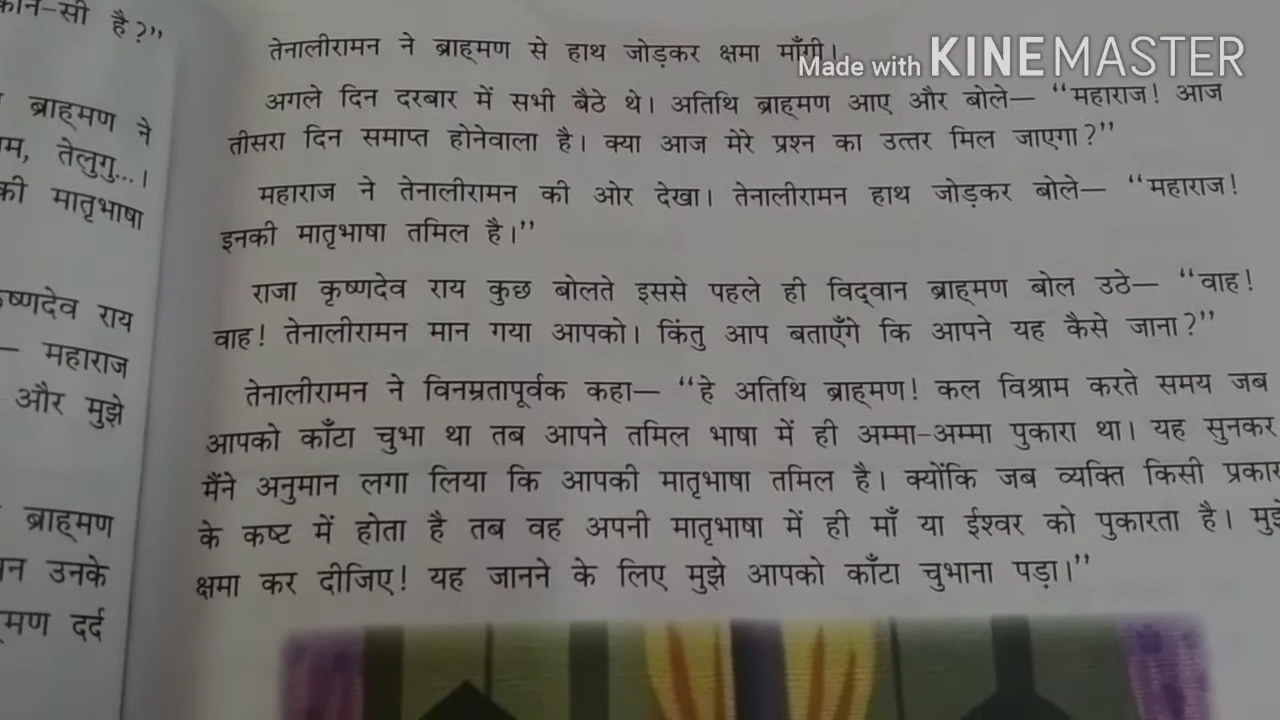 है?”
ब्राह्मण ने
तेलुगु...।
मातृभाषा
राय
— महाराज
और मुझे
ब्राह्मण
उनके
दर्द
तेनालीरामन ने ब्राह्मण से हाथ जोड़कर क्षमा माँगी।
Made with KINEMASTER
अगले दिन दरबार में सभी बैठे थे। अतिथि ब्राह्मण आए और बोले— “महाराज! आज
तीसरा दिन समाप्त होनेवाला है। क्या आज मेरे प्रश्न का उत्तर मिल जाएगा?”
महाराज ने तेनालीरामन की ओर देखा। तेनालीरामन हाथ जोड़कर बोले— “महाराज!
इनकी मातृभाषा तमिल है।”
राजा कृष्णदेव राय कुछ बोलते इससे पहले ही विद्वान ब्राह्मण बोल उठे— “वाह!
वाह! तेनालीरामन मान गया आपको। किंतु आप बताएँगे कि आपने यह कैसे जाना?”
तेनालीरामन ने विनम्रतापूर्वक कहा— “हे अतिथि ब्राह्मण! कल विश्राम करते समय जब
आपको काँटा चुभा था तब आपने तमिल भाषा में ही अम्मा-अम्मा पुकारा था। यह सुनकर
मैंने अनुमान लगा लिया कि आपकी मातृभाषा तमिल है। क्योंकि जब व्यक्ति किसी प्रकार
के कष्ट में होता है तब वह अपनी मातृभाषा में ही माँ या ईश्वर को पुकारता है।
क्षमा कर दीजिए! यह जानने के लिए मुझे आपको काँटा चुभाना पड़ा।”